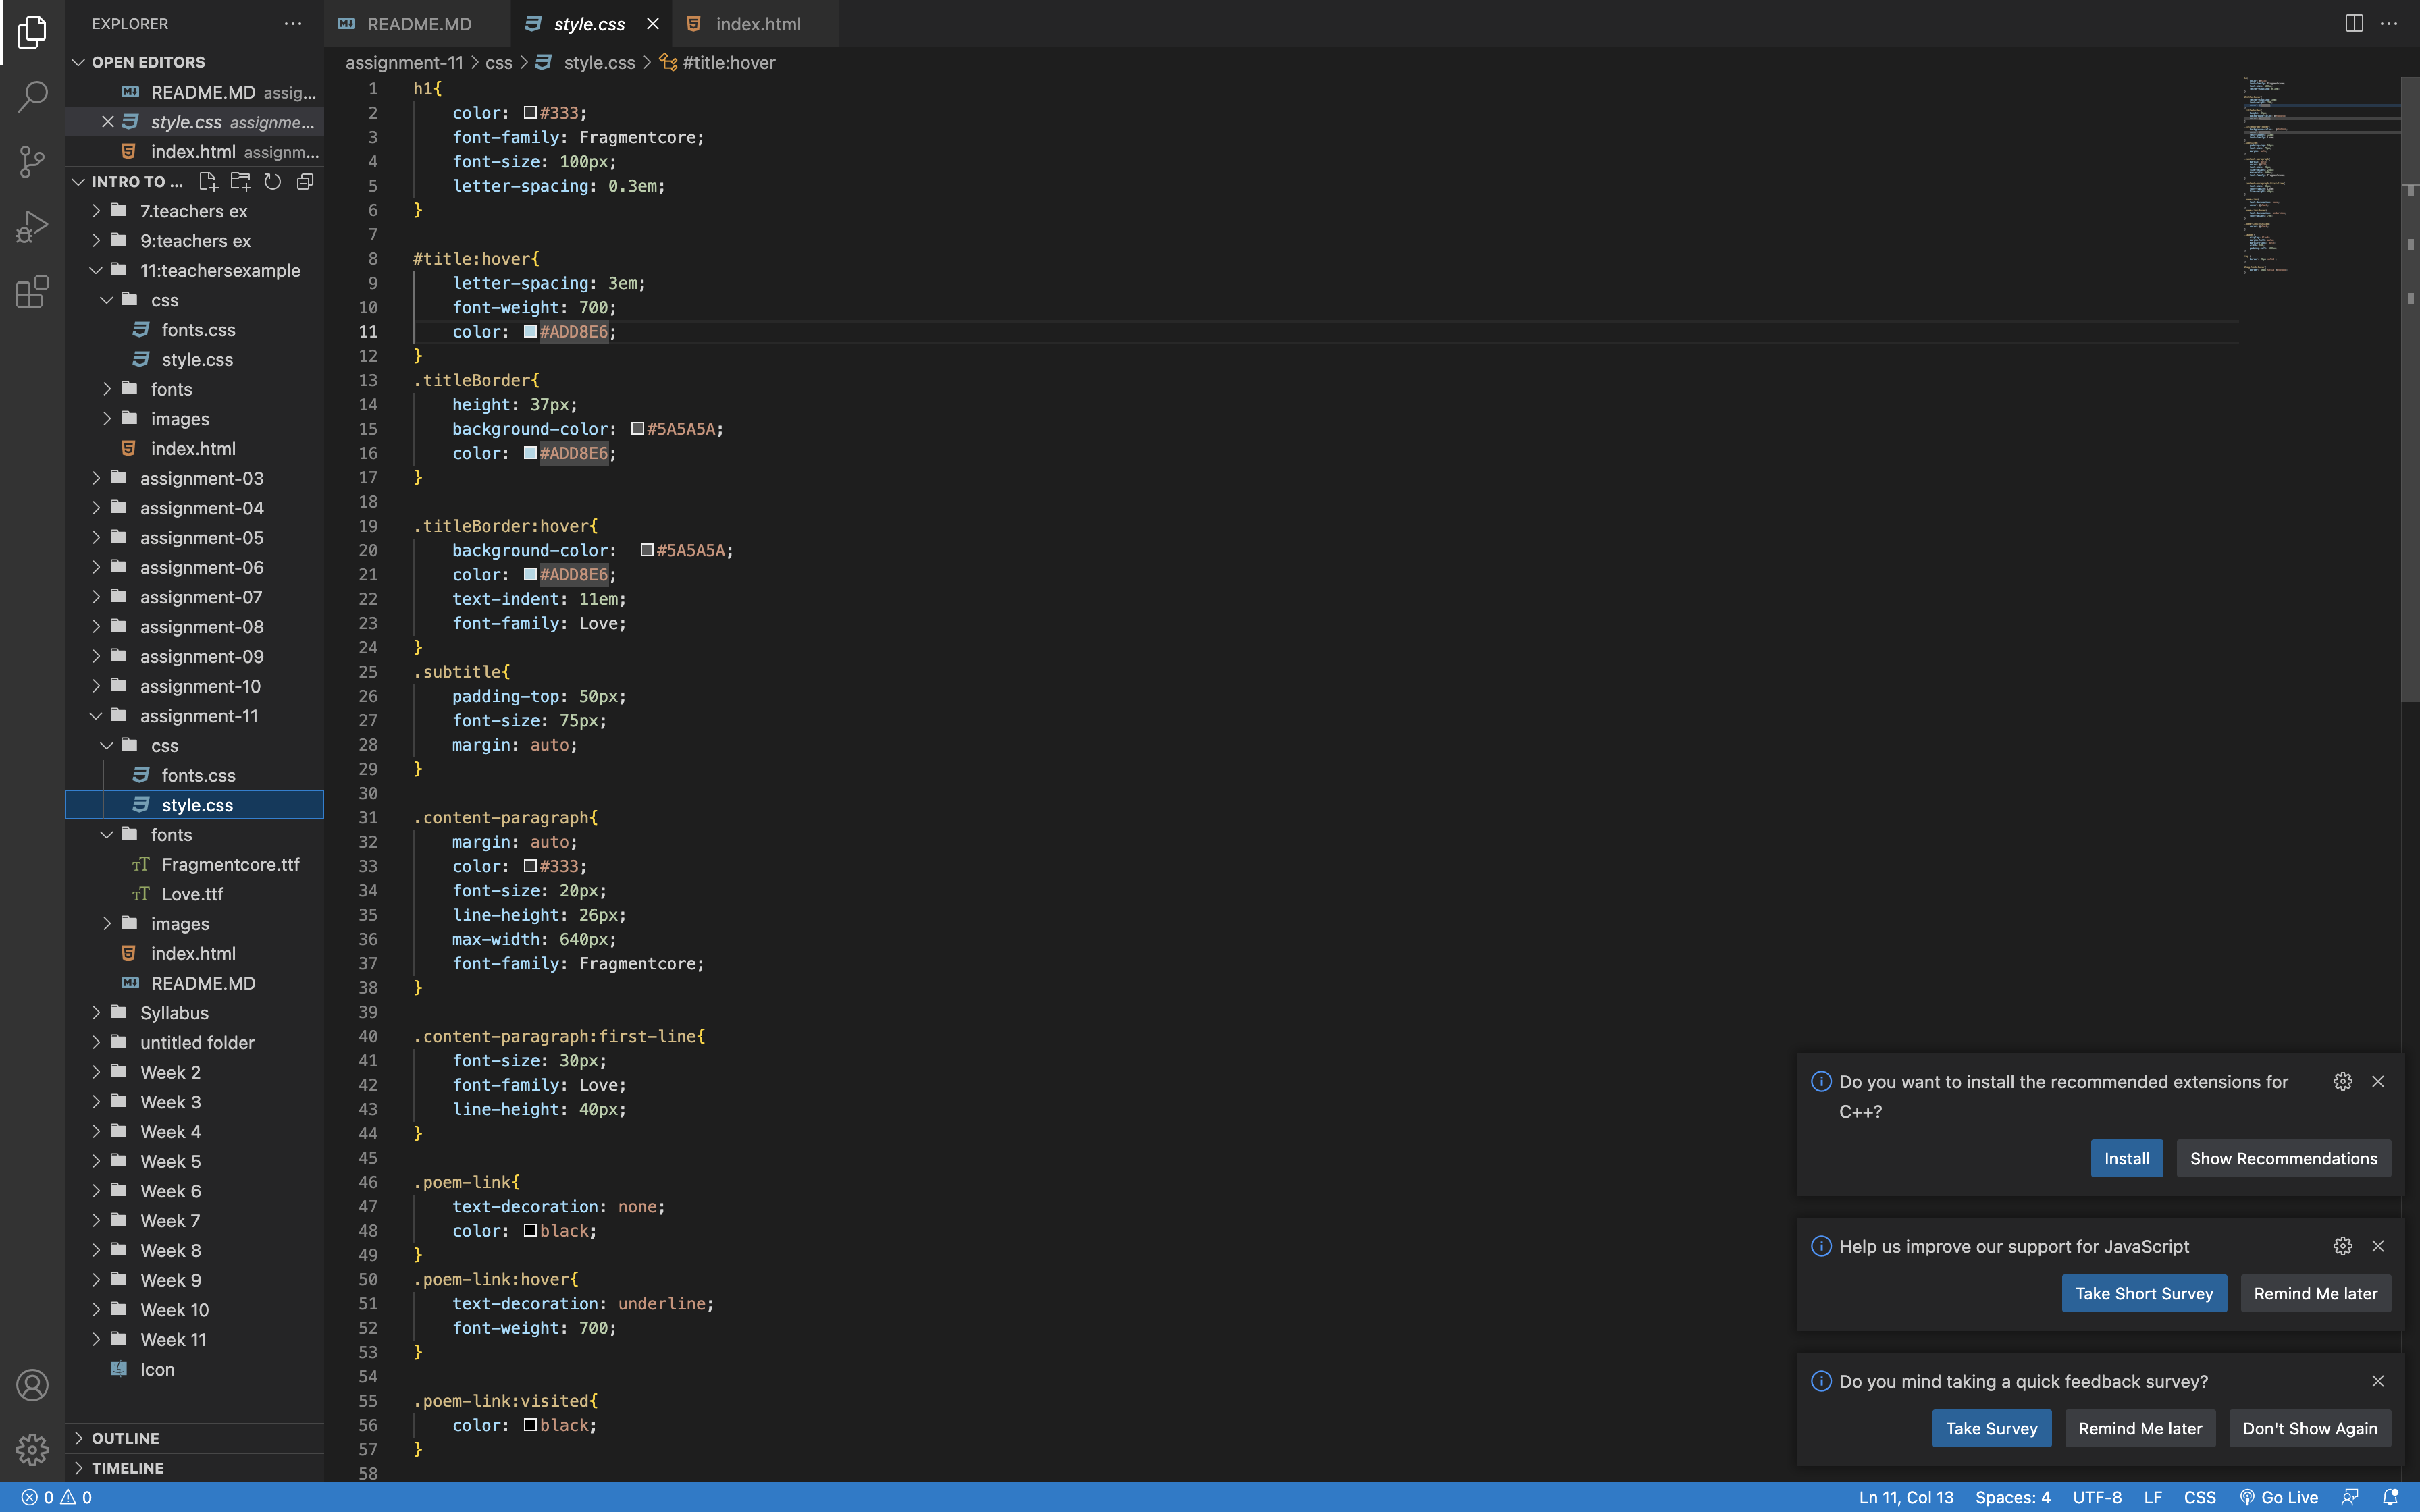 EXPLORER
OPEN EDITORS
README.MD assig...
style.css assignme...
index.html assignm...
INTRO TO ...
7.teachers ex
9:teachers ex
11:teachersexample
css
fonts.css
style.css
fonts
images
index.html
assignment-03
assignment-04
assignment-05
assignment-06
assignment-07
assignment-08
assignment-09
assignment-10
assignment-11
css
fonts.css
style.css
fonts
Fragmentcore.ttf
Love.ttf
images
index.html
README.MD
Syllabus
untitled folder
Week 2
Week 3
Week 4
Week 5
Week 6
Week 7
Week 8
Week 9
Week 10
Week 11
Icon
OUTLINE
TIMELINE
README.MD style.css index.html
assignment-11 > css > style.css > #title:hover
1 h1{
2 color: #333;
3 font-family: Fragmentcore;
4 font-size: 100px;
5 letter-spacing: 0.3em;
6 }
7
8 #title:hover{
9 letter-spacing: 3em;
10 font-weight: 700;
11 color: #ADD8E6;
12 }
13 .titleBorder{
14 height: 37px;
15 background-color: #5A5A5A;
16 color: #ADD8E6;
17 }
18
19 .titleBorder:hover{
20 background-color: #5A5A5A;
21 color: #ADD8E6;
22 text-indent: 11em;
23 font-family: Love;
24 }
25 .subtitle{
26 padding-top: 50px;
27 font-size: 75px;
28 margin: auto;
29 }
30
31 .content-paragraph{
32 margin: auto;
33 color: #333;
34 font-size: 20px;
35 line-height: 26px;
36 max-width: 640px;
37 font-family: Fragmentcore;
38 }
39
40 .content-paragraph:first-line{
41 font-size: 30px;
42 font-family: Love;
43 line-height: 40px;
44 }
45
46 .poem-link{
47 text-decoration: none;
48 color: black;
49 }
50 .poem-link:hover{
51 text-decoration: underline;
52 font-weight: 700;
53 }
54
55 .poem-link:visited{
56 color: black;
57 }
58
Do you want to install the recommended extensions for
C++?
Install Show Recommendations
Help us improve our support for JavaScript
Take Short Survey Remind Me later
Do you mind taking a quick feedback survey?
Take Survey Remind Me later Don't Show Again
0 0 Ln 11, Col 13 Spaces: 4 UTF-8 LF CSS Go Live